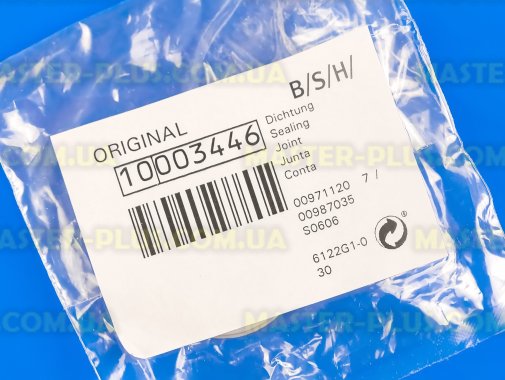 B/S/H/
ORIGINAL
10003446
Dichtung
Sealing
Joint
Junta
Conta
00971120 7 /
00987035
S0606
6122G1-0
30
MASTER-PLUS.COM.UA